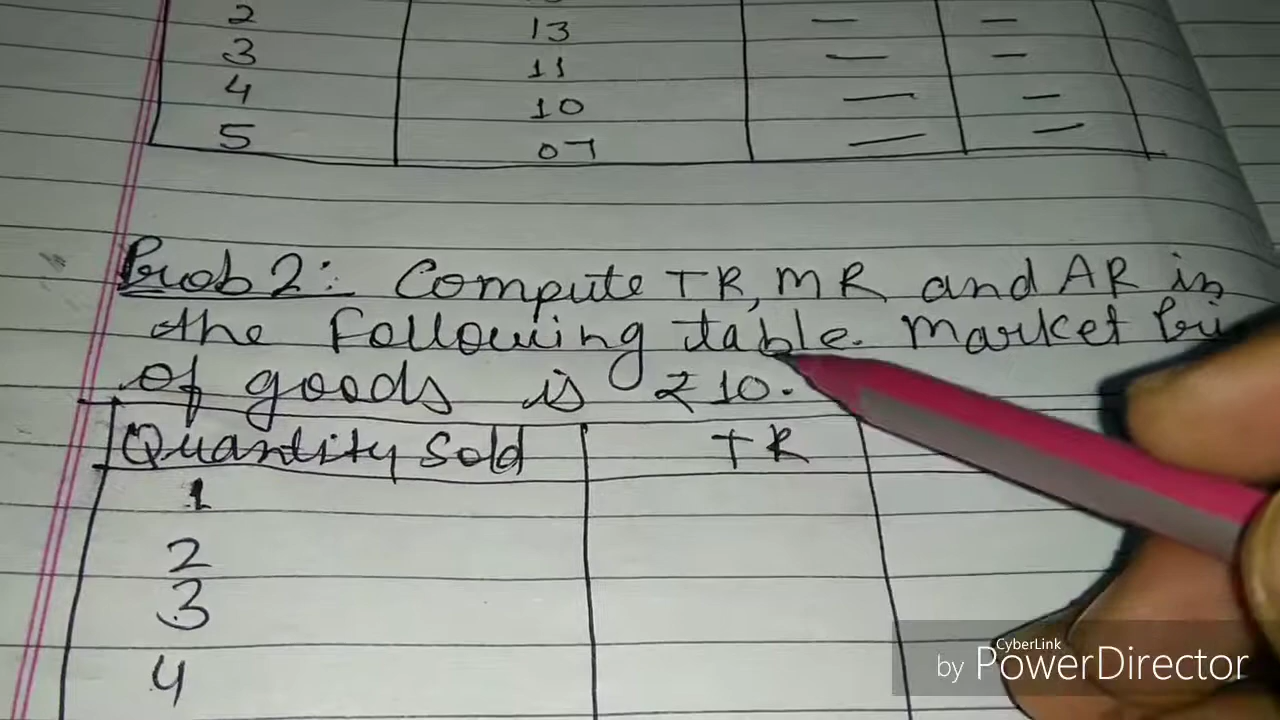 2 13 — —
3 11 — —
4 10 — —
5 07 — —
Prob 2: Compute TR, MR and AR in
the following table. Market Pri
of goods is ₹10.
Quantity Sold TR
1
2
3
4
CyberLink
by PowerDirector